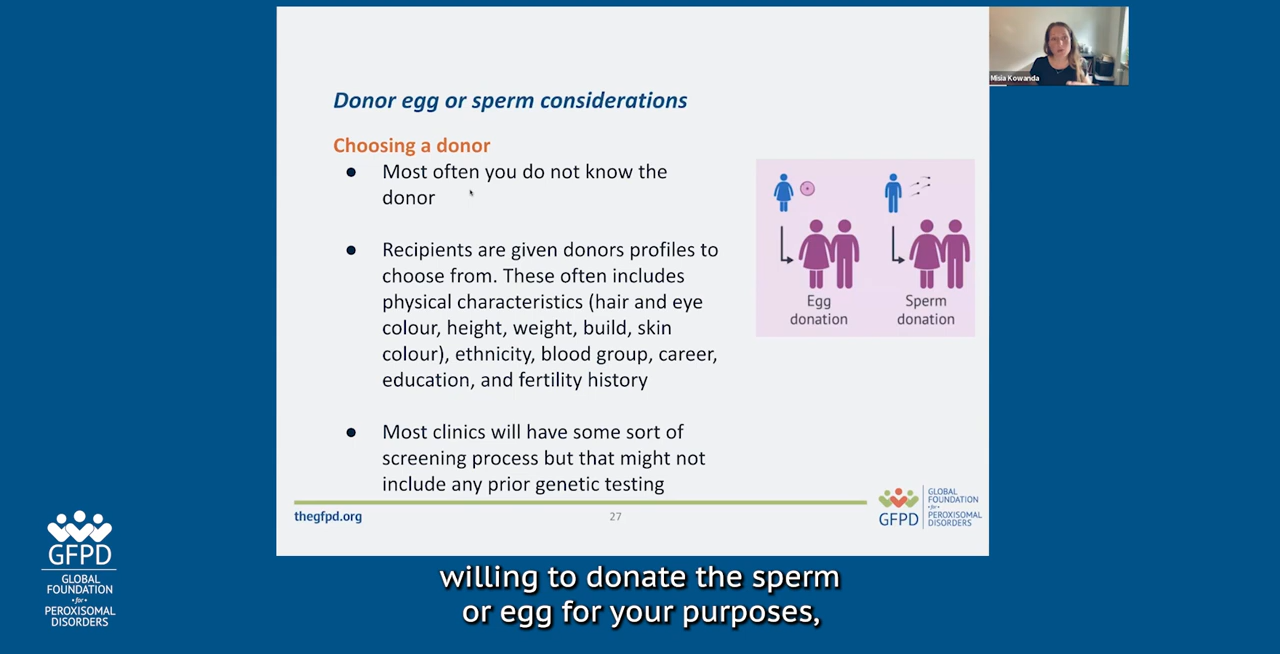 Misia Kowanda
Donor egg or sperm considerations
Choosing a donor
● Most often you do not know the
donor
● Recipients are given donors profiles to
choose from. These often includes
physical characteristics (hair and eye
colour, height, weight, build, skin
colour), ethnicity, blood group, career,
education, and fertility history
● Most clinics will have some sort of
screening process but that might not
include any prior genetic testing
Egg
donation
Sperm
donation
thegfpd.org
27
GFPD
GLOBAL
FOUNDATION
for
PEROXISOMAL
DISORDERS
GFPD
GLOBAL
FOUNDATION
for
PEROXISOMAL
DISORDERS
willing to donate the sperm
or egg for your purposes,